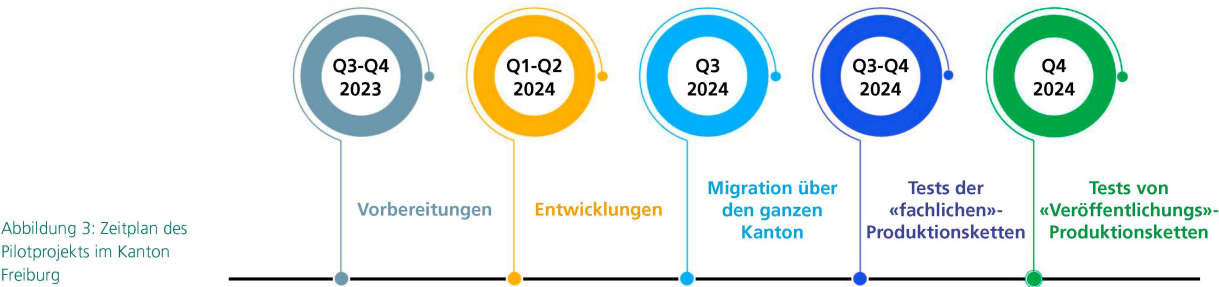 Q3-Q4
2023
Q1-Q2
2024
Q3
2024
Q3-Q4
2024
Q4
2024
Vorbereitungen
Entwicklungen
Migration über
den ganzen
Kanton
Tests der
«fachlichen»-
Produktionsketten
Tests von
«Veröffentlichungs»-
Produktionsketten
Abbildung 3: Zeitplan des
Pilotprojekts im Kanton
Freiburg